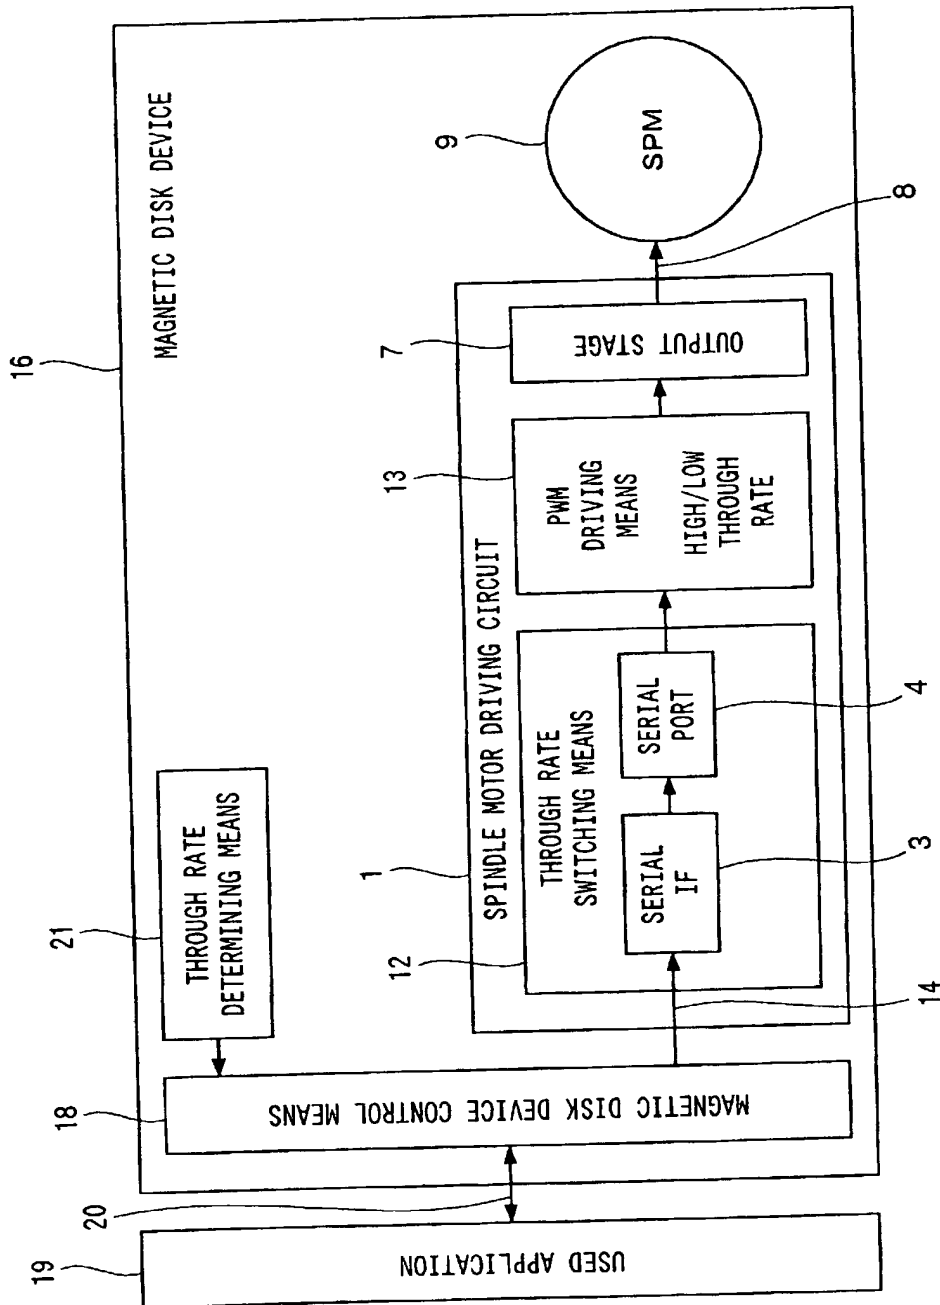 16
MAGNETIC DISK DEVICE
21
THROUGH RATE
DETERMINING MEANS
19
USED APPLICATION
20
18
MAGNETIC DISK DEVICE CONTROL MEANS
1
SPINDLE MOTOR DRIVING CIRCUIT
12
THROUGH RATE
SWITCHING MEANS
SERIAL
IF
SERIAL
PORT
13
PWM
DRIVING
MEANS
HIGH/LOW
THROUGH
RATE
7
OUTPUT STAGE
9
SPM
14
3
4
8